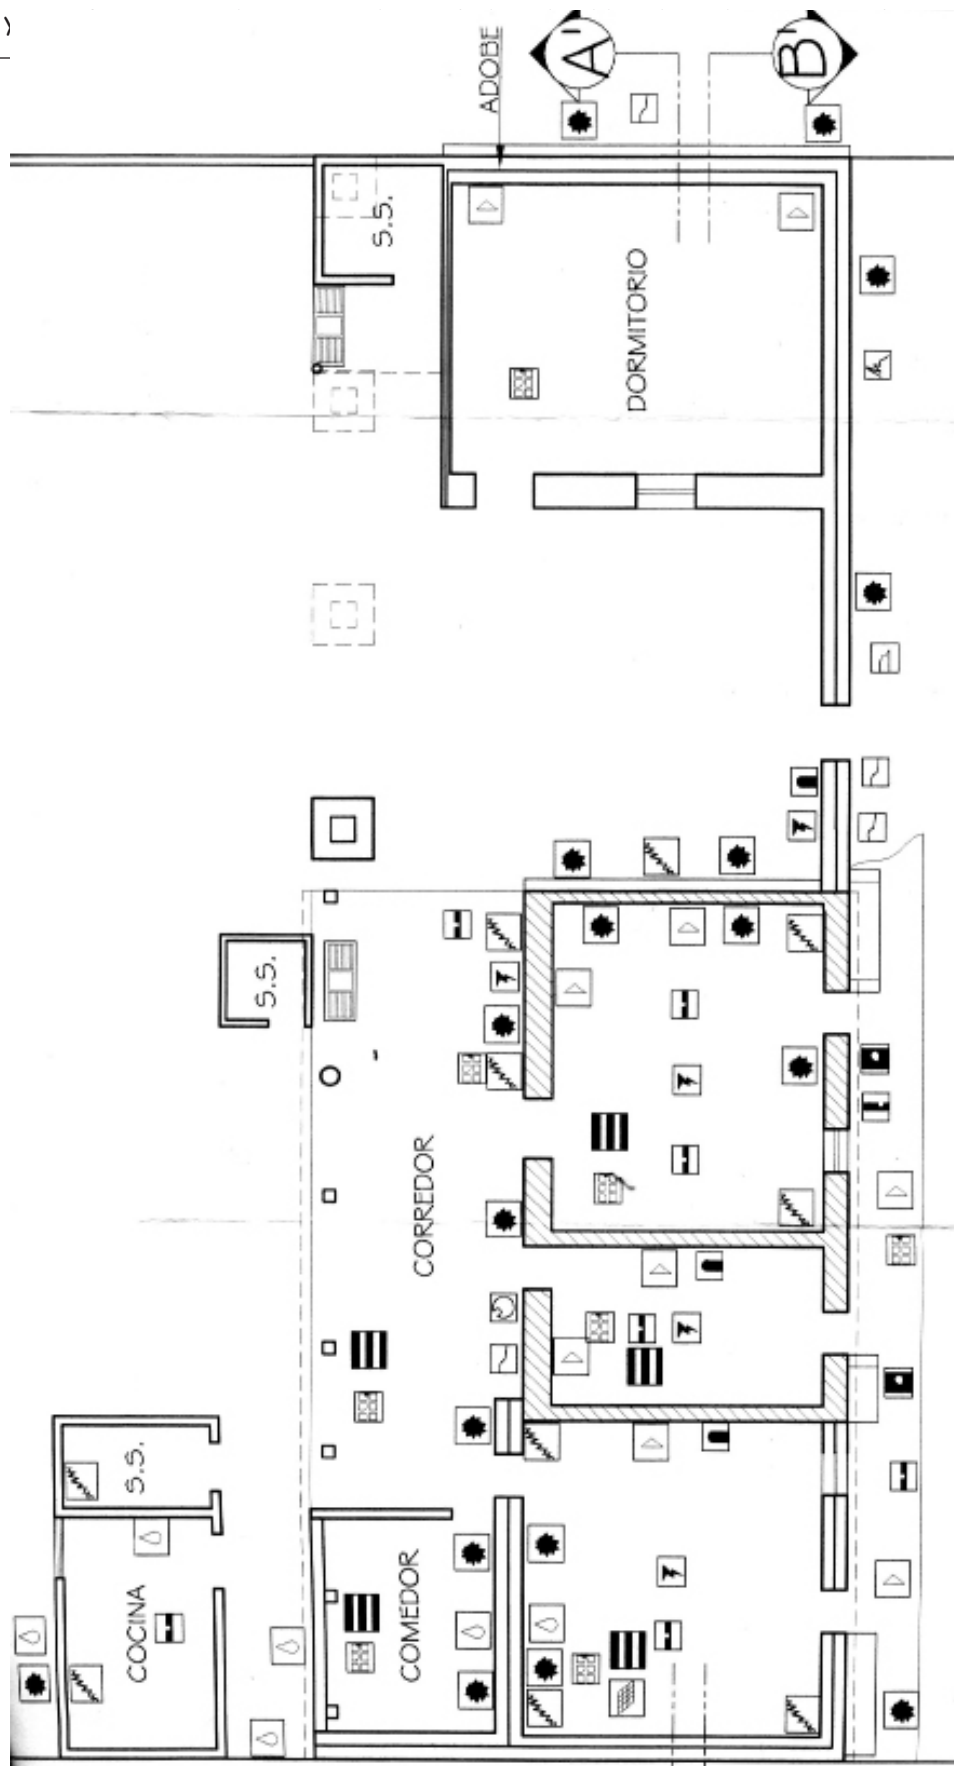 ADOBE
A'
B'
S.S.
DORMITORIO
S.S.
CORREDOR
S.S.
COCINA
COMEDOR